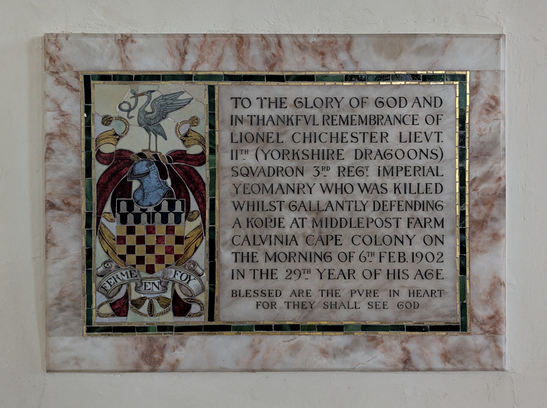 TO THE GLORY OF GOD AND
IN THANKFVL REMEMBRANCE OF
LIONEL CHICHESTER LIEVT.
11TH (YORKSHIRE DRAGOONS)
SQVADRON 3RD REGT IMPERIAL
YEOMANRY WHO WAS KILLED
WHILST GALLANTLY DEFENDING
A KOPJE AT MIDDLEPOST FARM
CALVINIA CAPE COLONY ON
THE MORNING OF 6TH FEB. 1902
IN THE 29TH YEAR OF HIS AGE
BLESSED ARE THE PVRE IN HEART
FOR THEY SHALL SEE GOD
FERME EN FOY